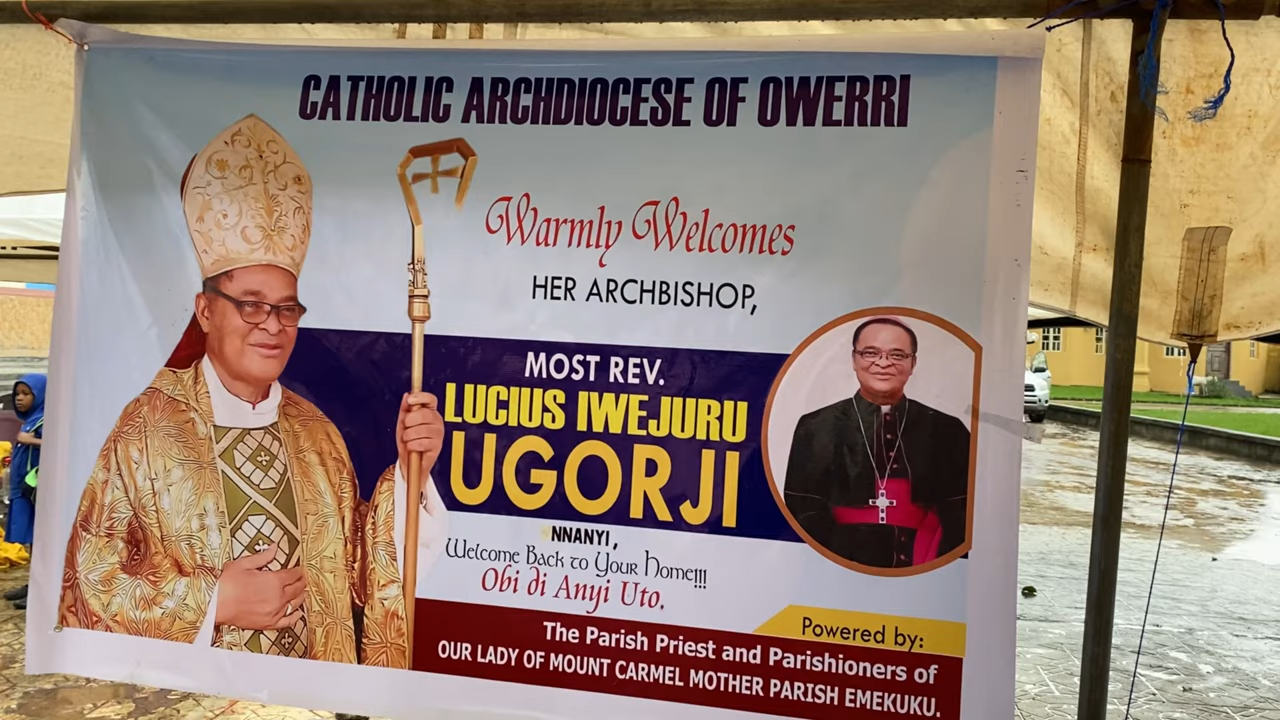 CATHOLIC ARCHDIOCESE OF OWERRI
Warmly Welcomes
HER ARCHBISHOP,
MOST REV.
LUCIUS IWEJURU
UGORJI
NNANYI,
Welcome Back to Your Home!!!
Obi di Anyi Uto.
Powered by:
The Parish Priest and Parishioners of
OUR LADY OF MOUNT CARMEL MOTHER PARISH EMEKUKU.